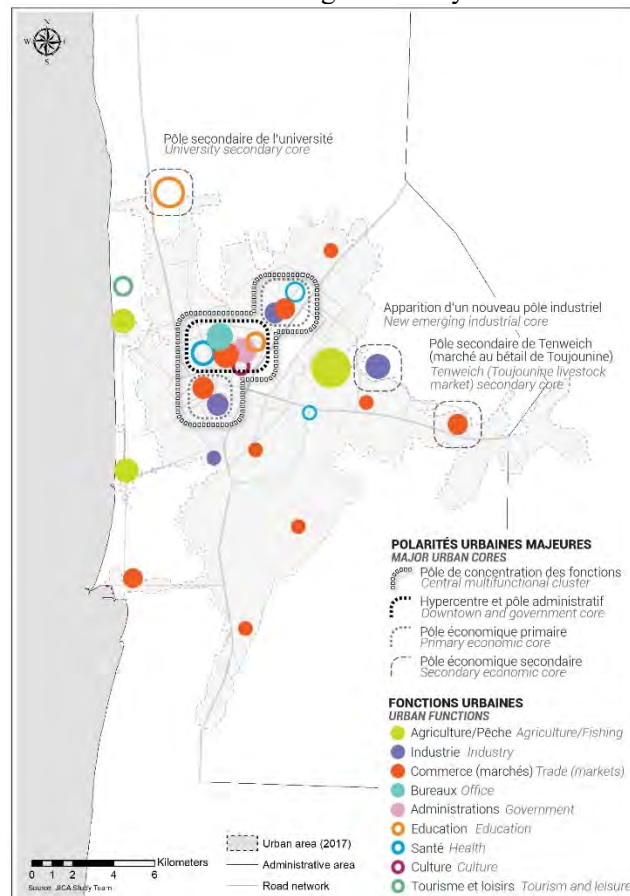 N
W
E
S
Pôle secondaire de l'université
University secondary core
Apparition d'un nouveau pôle industriel
New emerging industrial core
Pôle secondaire de Tenweich
(marché au bétail de Toujounine)
Tenweich (Toujounine livestock
market) secondary core
POLARITÉS URBAINES MAJEURES
MAJOR URBAN CORES
Pôle de concentration des fonctions
Central multifunctional cluster
Hypercentre et pôle administratif
Downtown and government core
Pôle économique primaire
Primary economic core
Pôle économique secondaire
Secondary economic core
FONCTIONS URBAINES
URBAN FUNCTIONS
Agriculture/Pêche Agriculture/Fishing
Industrie Industry
Commerce (marchés) Trade (markets)
Bureaux Office
Administrations Government
Education Education
Santé Health
Culture Culture
Tourisme et loisirs Tourism and leisure
Urban area (2017)
Administrative area
Road network
Kilometers
0 1 2 4 6
Source: JICA Study Team